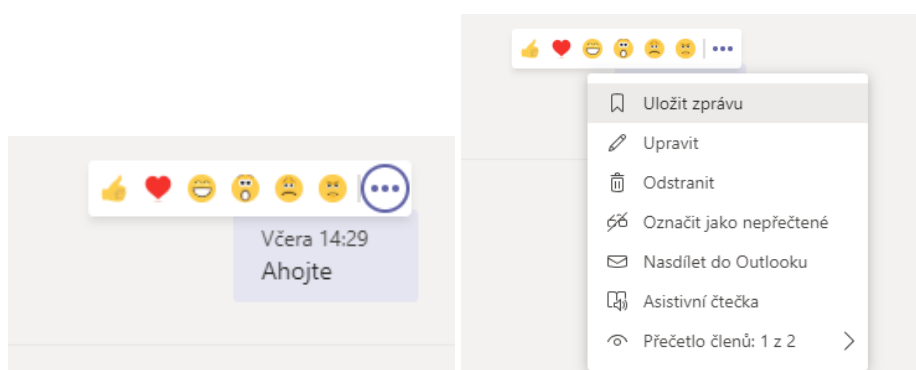 Včera 14:29
Ahojte
Uložit zprávu
Upravit
Odstranit
Označit jako nepřečtené
Nasdílet do Outlooku
Asistivní čtečka
Přečetlo členů: 1 z 2